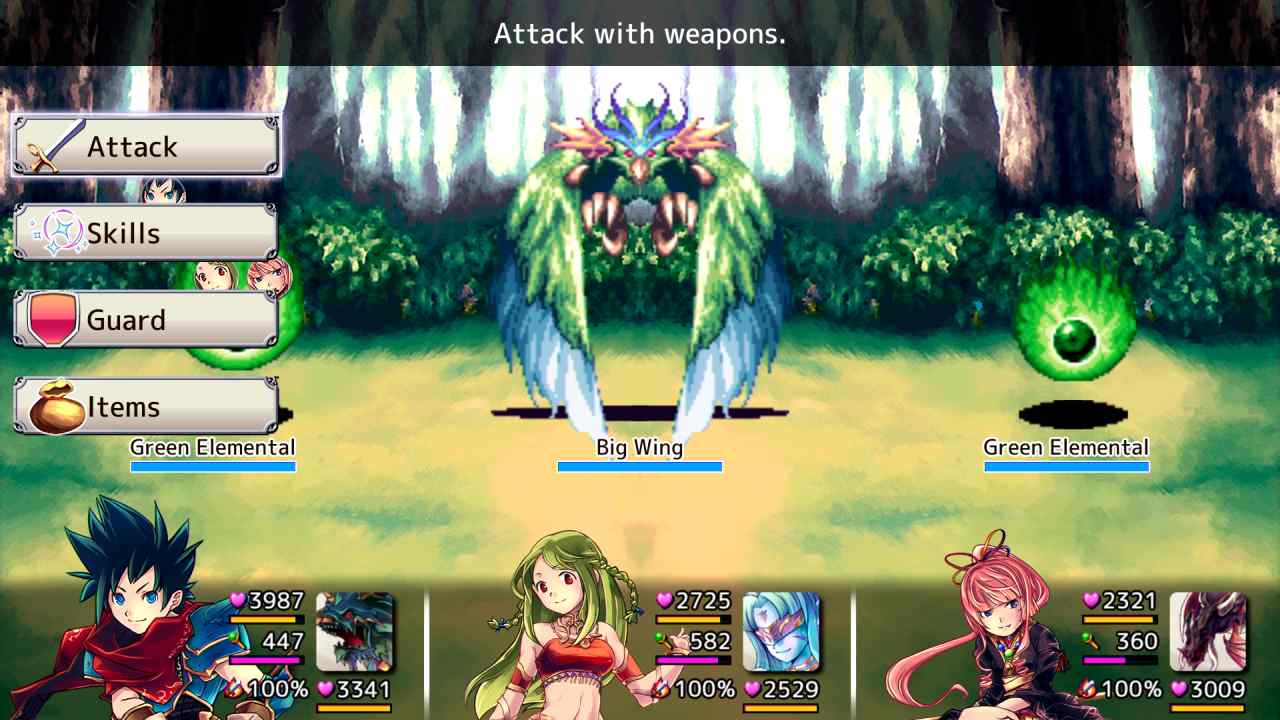 Attack with weapons.
Attack
Skills
Guard
Items
Green Elemental
Big Wing
Green Elemental
3987
447
100%
3341
2725
582
100%
2529
2321
360
100%
3009